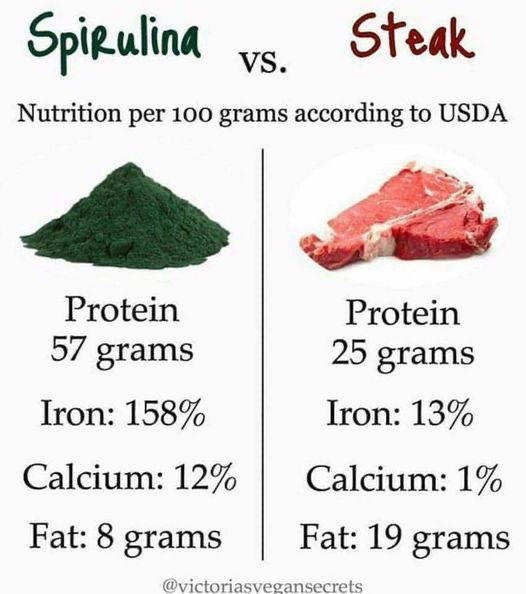 Spirulina vs. Steak
Nutrition per 100 grams according to USDA
Protein
57 grams
Iron: 158%
Calcium: 12%
Fat: 8 grams
Protein
25 grams
Iron: 13%
Calcium: 1%
Fat: 19 grams
@victoriasvegansecrets